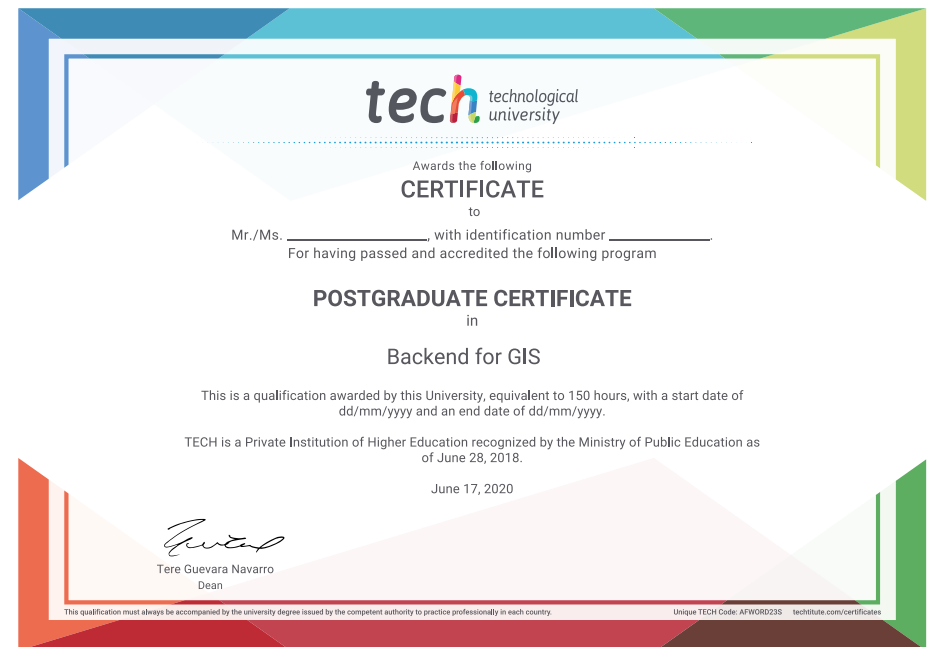 tech technological
university
Awards the following
CERTIFICATE
to
Mr./Ms. ____________________, with identification number ______________.
For having passed and accredited the following program
POSTGRADUATE CERTIFICATE
in
Backend for GIS
This is a qualification awarded by this University, equivalent to 150 hours, with a start date of
dd/mm/yyyy and an end date of dd/mm/yyyy.
TECH is a Private Institution of Higher Education recognized by the Ministry of Public Education as
of June 28, 2018.
June 17, 2020
Tere Guevara Navarro
Dean
This qualification must always be accompanied by the university degree issued by the competent authority to practice professionally in each country. Unique TECH Code: AFWORD23S techtitute.com/certificates